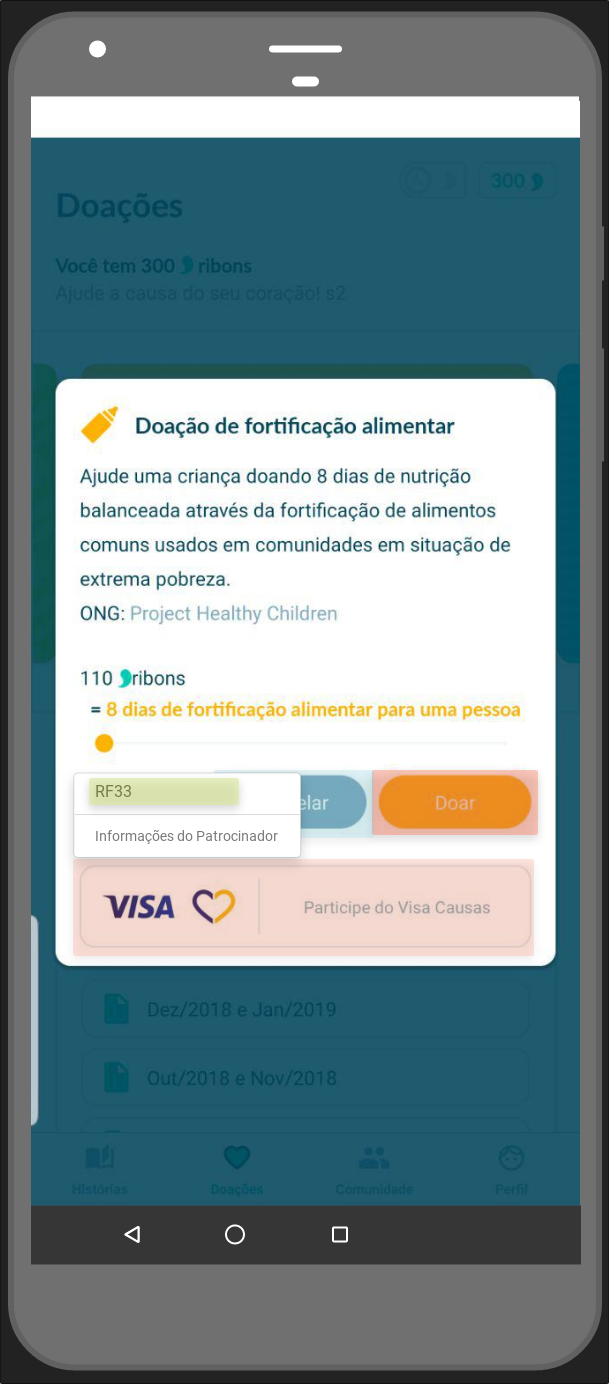 300
Doações
Você tem 300 ribons
Ajude a causa do seu coração! s2
Doação de fortificação alimentar
Ajude uma criança doando 8 dias de nutrição
balanceada através da fortificação de alimentos
comuns usados em comunidades em situação de
extrema pobreza.
ONG: Project Healthy Children
110 ribons
= 8 dias de fortificação alimentar para uma pessoa
RF33
Informações do Patrocinador
elar
Doar
VISA
Participe do Visa Causas
Dez/2018 e Jan/2019
Out/2018 e Nov/2018
Histórias
Doações
Comunidade
Perfil